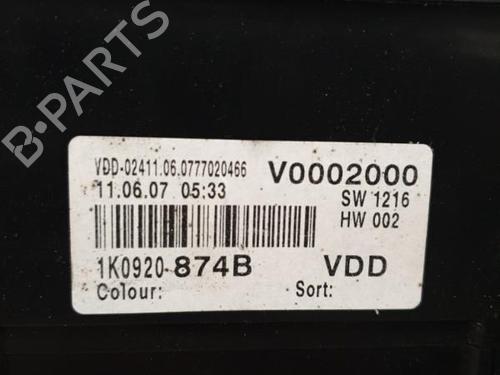 B-PARTS
VDD-02411.06.0777020466
V0002000
11.06.07 05:33
SW 1216
HW 002
1K0920 874B
VDD
Colour:
Sort: